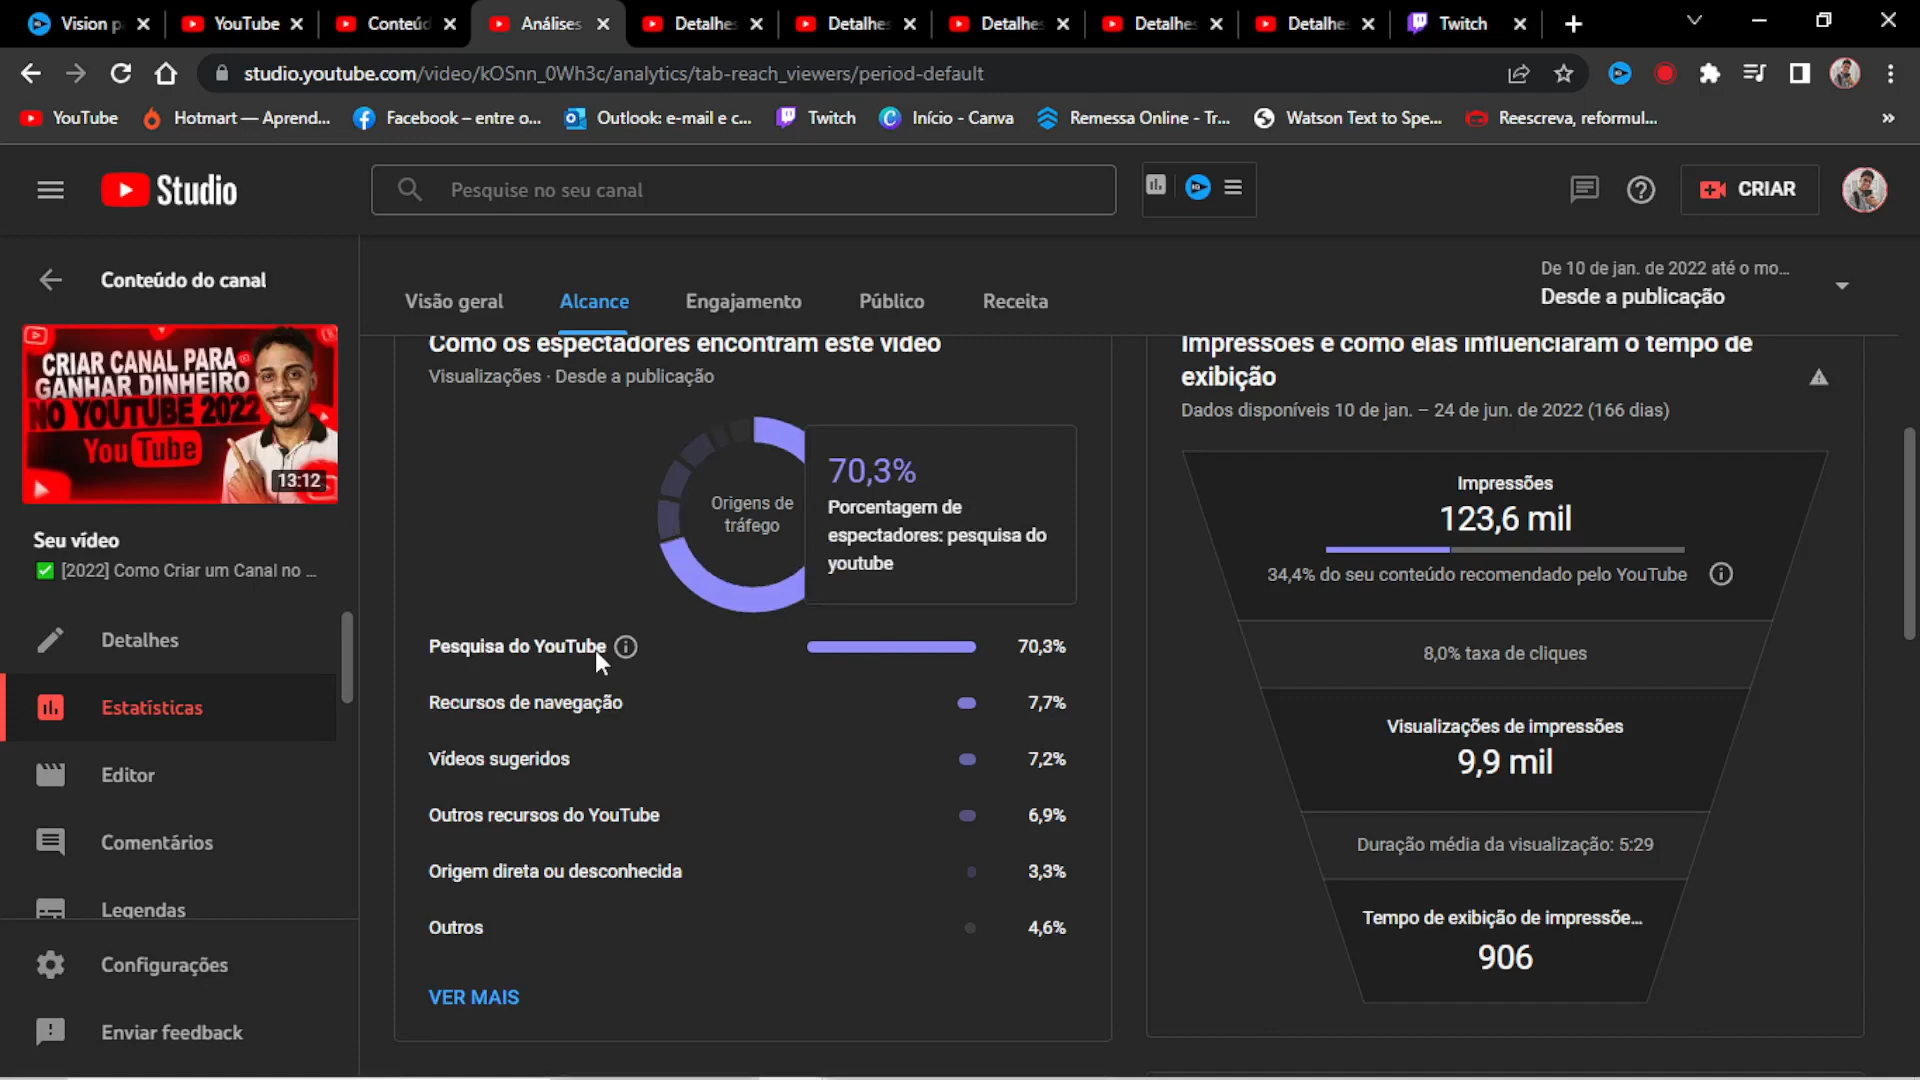 Vision p
YouTube
Conteúd
Análises
Detalhes
Detalhes
Detalhes
Detalhes
Detalhes
Twitch
studio.youtube.com/video/kOSnn_0Wh3c/analytics/tab-reach_viewers/period-default
YouTube
Hotmart — Aprend...
Facebook – entre o...
Outlook: e-mail e c...
Twitch
Início - Canva
Remessa Online - Tr...
Watson Text to Spe...
Reescreva, reformul...
»
Studio
Pesquise no seu canal
CRIAR
Conteúdo do canal
CRIAR CANAL PARA
GANHAR DINHEIRO
NO YOUTUBE 2022
YouTube
13:12
Seu vídeo
[2022] Como Criar um Canal no ...
Detalhes
Estatísticas
Editor
Comentários
Legendas
Configurações
Enviar feedback
Visão geral
Alcance
Engajamento
Público
Receita
De 10 de jan. de 2022 até o mo...
Desde a publicação
Como os espectadores encontram este vídeo
Visualizações · Desde a publicação
Origens de
tráfego
70,3%
Porcentagem de
espectadores: pesquisa do
youtube
Pesquisa do YouTube
70,3%
Recursos de navegação
7,7%
Vídeos sugeridos
7,2%
Outros recursos do YouTube
6,9%
Origem direta ou desconhecida
3,3%
Outros
4,6%
VER MAIS
Impressões e como elas influenciaram o tempo de
exibição
Dados disponíveis 10 de jan. – 24 de jun. de 2022 (166 dias)
Impressões
123,6 mil
34,4% do seu conteúdo recomendado pelo YouTube
8,0% taxa de cliques
Visualizações de impressões
9,9 mil
Duração média da visualização: 5:29
Tempo de exibição de impressõe...
906